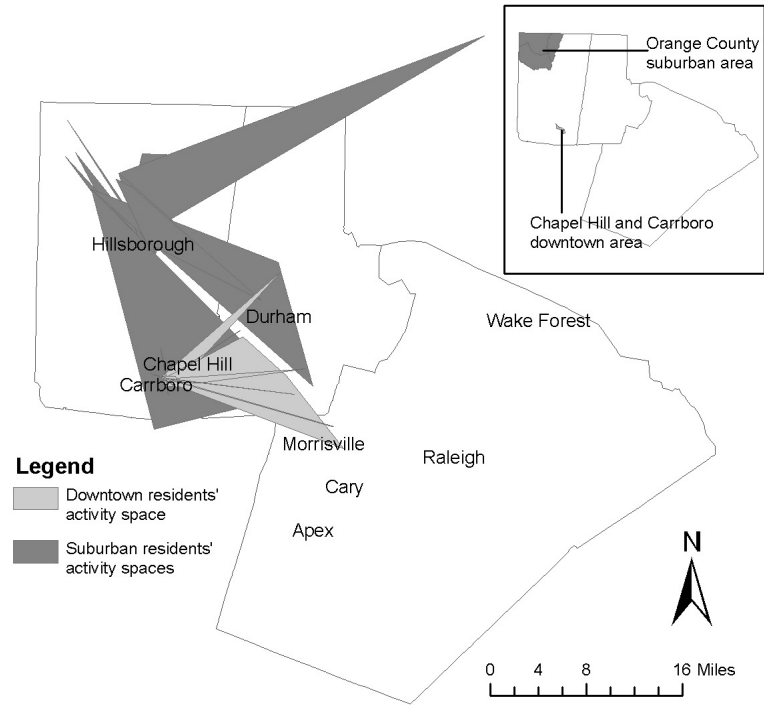 Orange County
suburban area
Chapel Hill and Carrboro
downtown area
Hillsborough
Durham
Wake Forest
Chapel Hill
Carrboro
Morrisville
Raleigh
Cary
Apex
Legend
Downtown residents'
activity space
Suburban residents'
activity spaces
N
0 4 8 16 Miles